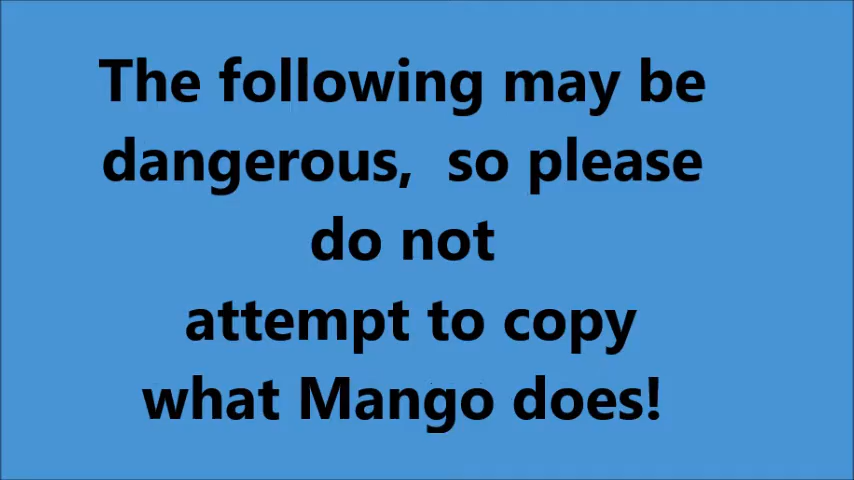 The following may be
dangerous,  so please
do not
attempt to copy
what Mango does!